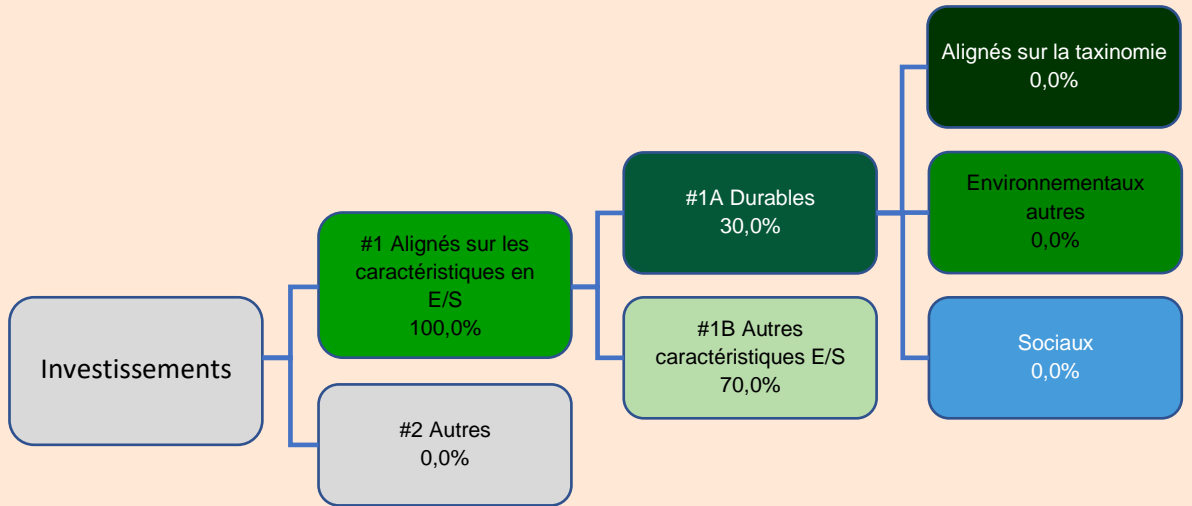 Investissements
#1 Alignés sur les
caractéristiques en
E/S
100,0%
#2 Autres
0,0%
#1A Durables
30,0%
#1B Autres
caractéristiques E/S
70,0%
Alignés sur la taxinomie
0,0%
Environnementaux
autres
0,0%
Sociaux
0,0%